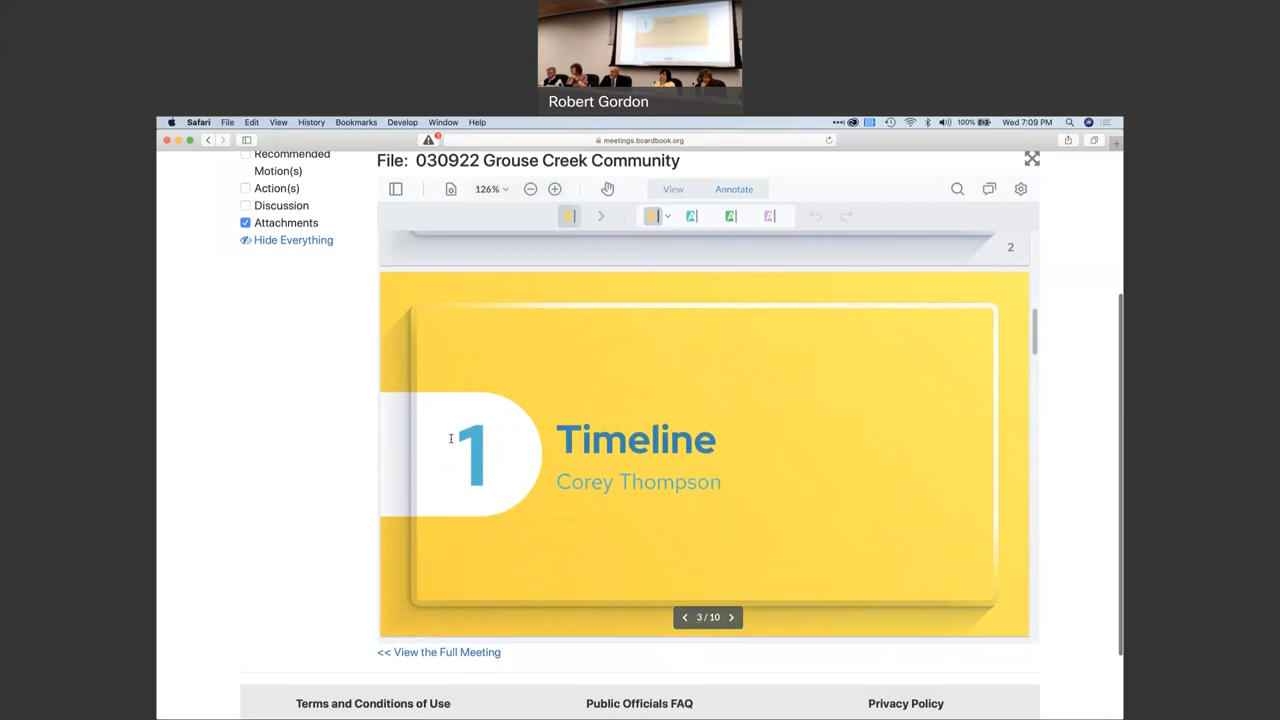 Robert Gordon
Safari File Edit View History Bookmarks Develop Window Help
100% Wed 7:09 PM
1
meetings.boardbook.org
Recommended
Motion(s)
Action(s)
Discussion
Attachments
Hide Everything
File: 030922 Grouse Creek Community
126%
View Annotate
2
1
Timeline
Corey Thompson
3 / 10
<< View the Full Meeting
Terms and Conditions of Use Public Officials FAQ Privacy Policy